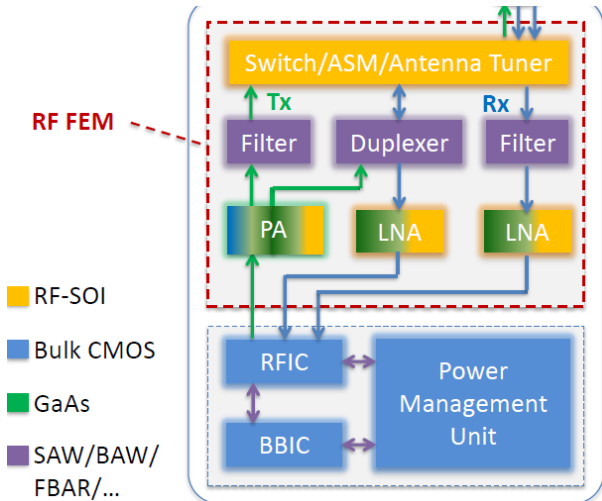 Switch/ASM/Antenna Tuner
Tx
Rx
RF FEM
Filter
Duplexer
Filter
PA
LNA
LNA
RF-SOI
Bulk CMOS
GaAs
SAW/BAW/
FBAR/...
RFIC
BBIC
Power
Management
Unit